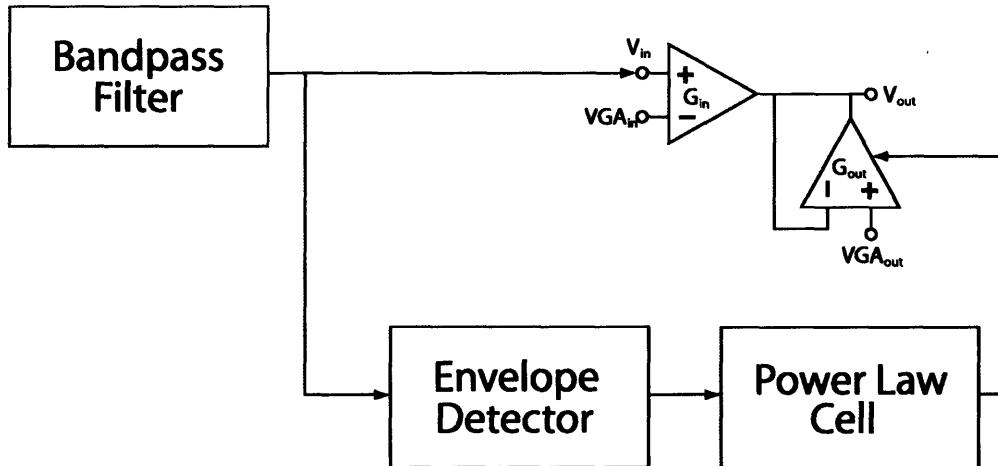 Bandpass
Filter
V_in
+
G_in
VGA_in
−
V_out
G_out
− +
VGA_out
Envelope
Detector
Power Law
Cell